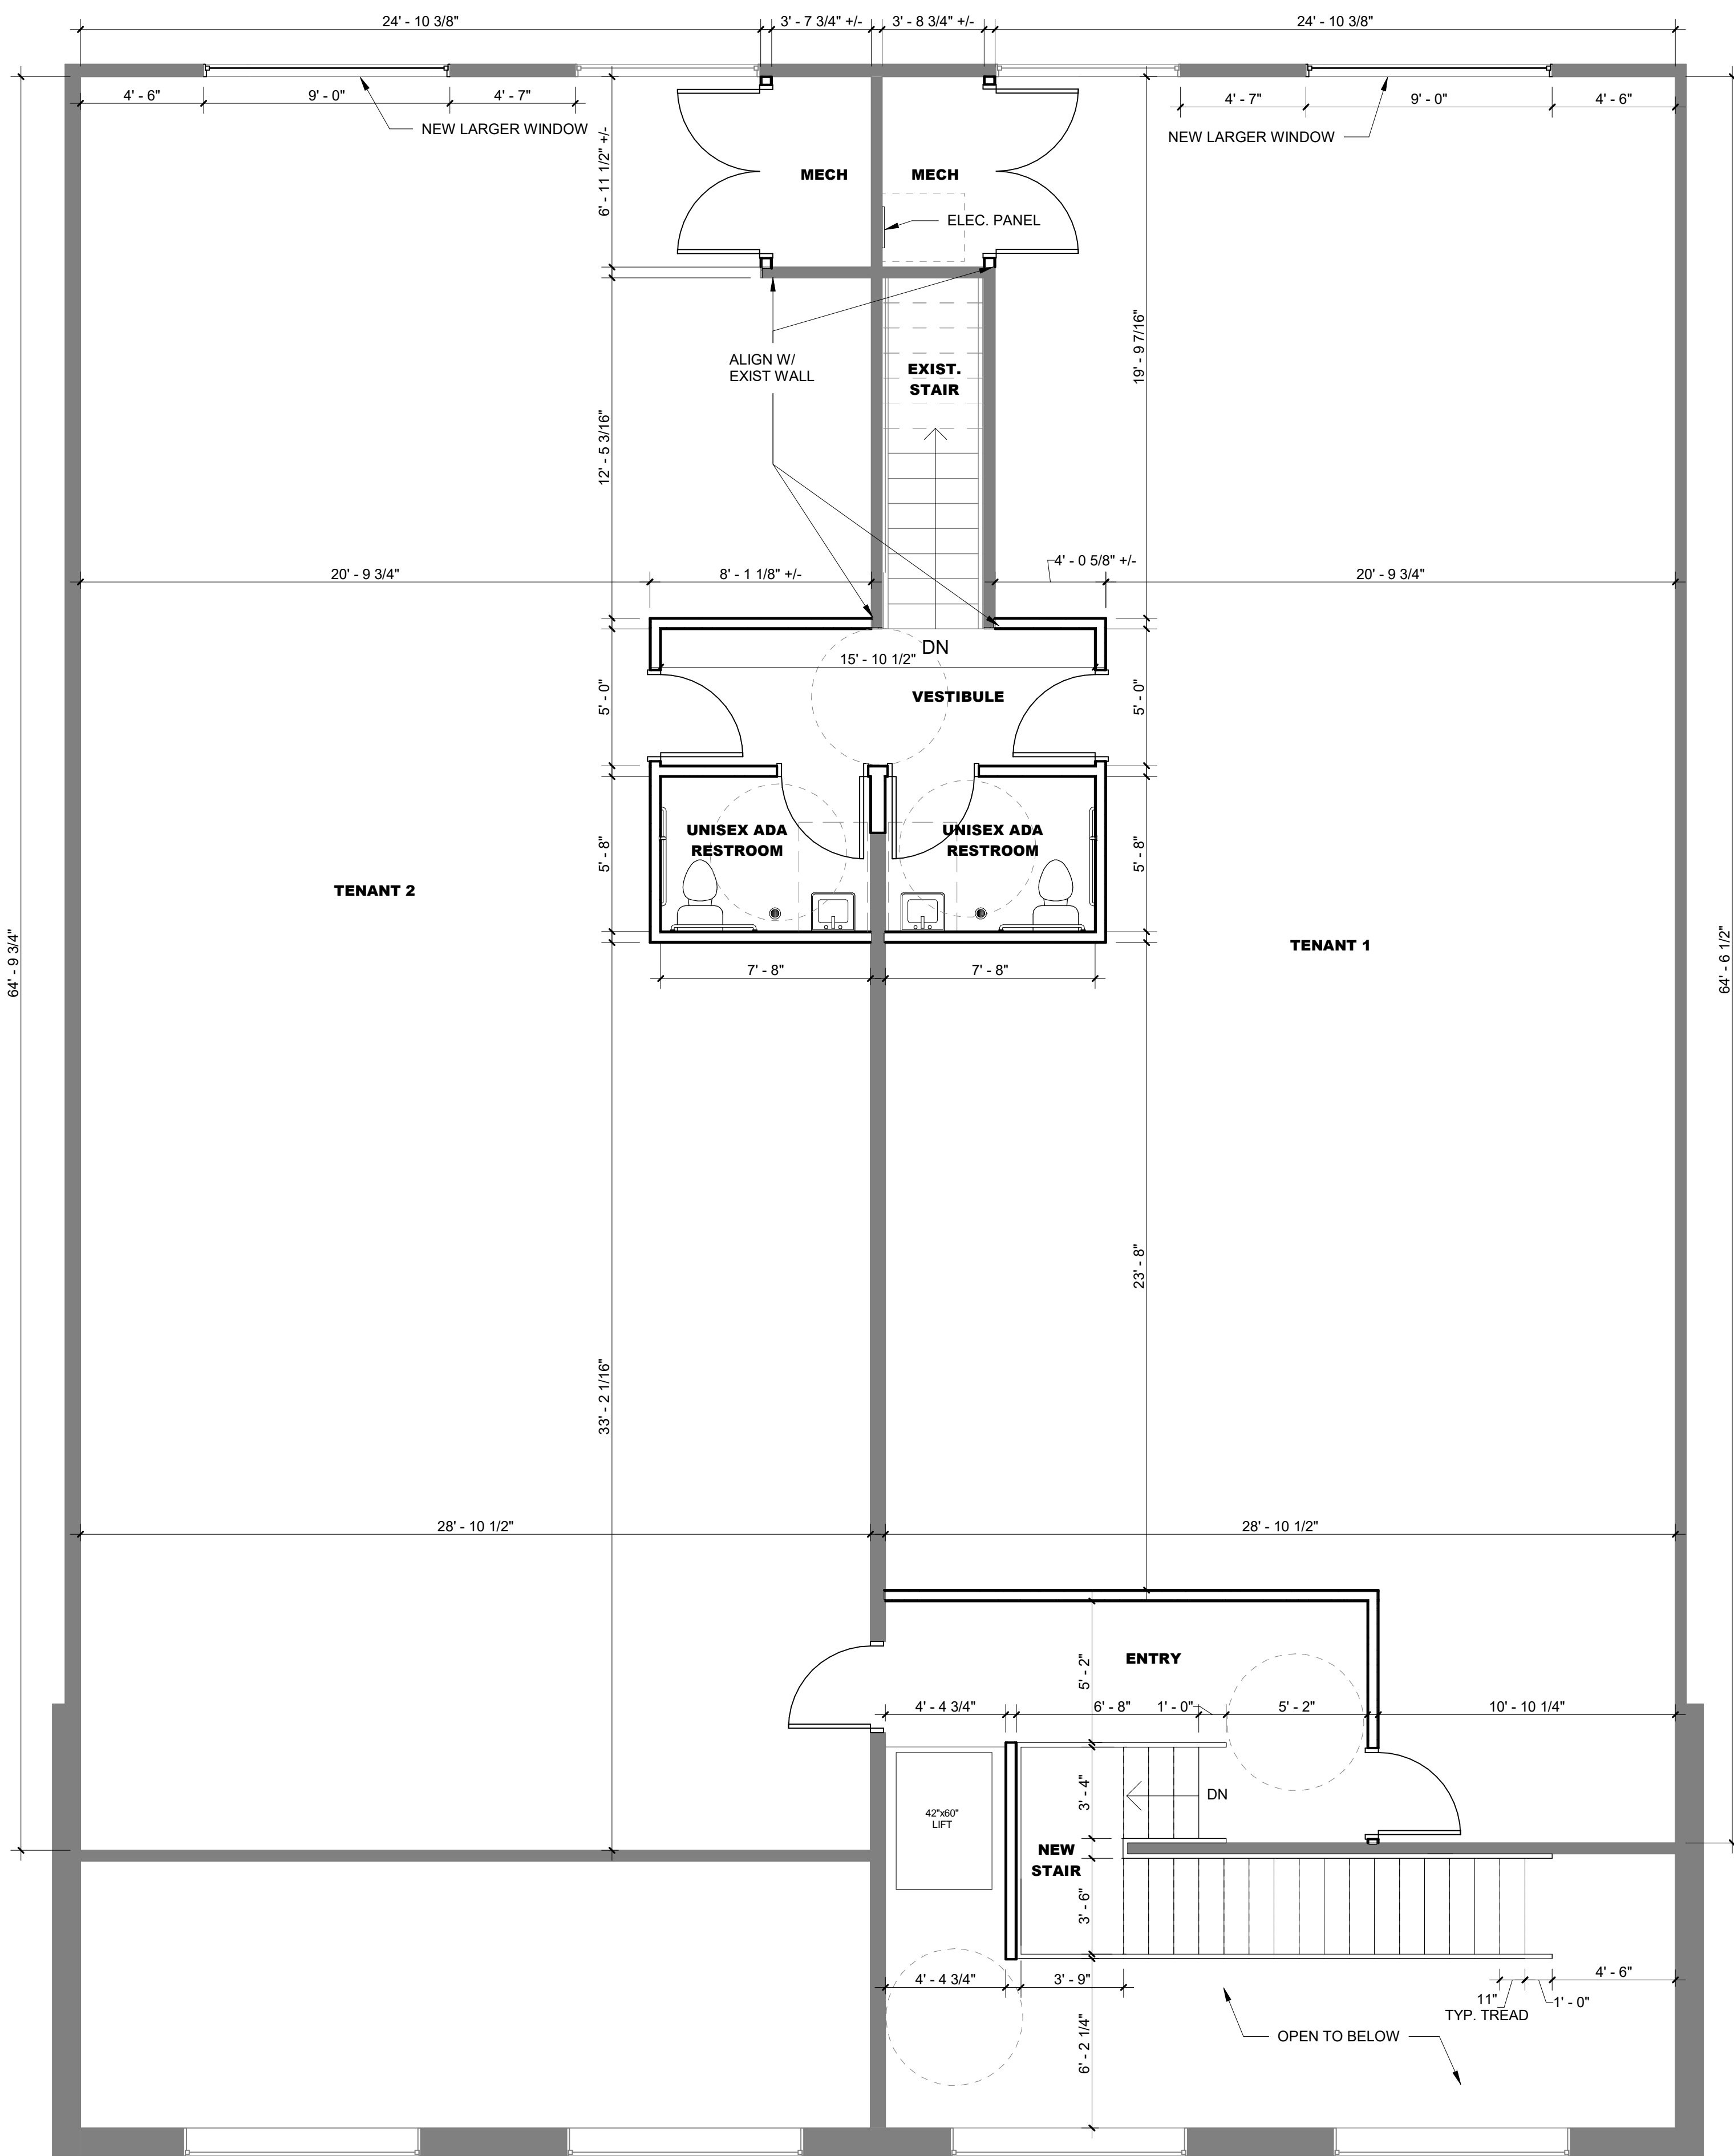 24' - 10 3/8"
3' - 7 3/4" +/-
3' - 8 3/4" +/-
24' - 10 3/8"
4' - 6"
9' - 0"
4' - 7"
4' - 7"
9' - 0"
4' - 6"
NEW LARGER WINDOW
NEW LARGER WINDOW
6' - 11 1/2" +/-
MECH
MECH
ELEC. PANEL
19' - 9 7/16"
ALIGN W/
EXIST WALL
EXIST.
STAIR
12' - 5 3/16"
4' - 0 5/8" +/-
20' - 9 3/4"
8' - 1 1/8" +/-
20' - 9 3/4"
DN
15' - 10 1/2"
VESTIBULE
5' - 0"
5' - 0"
UNISEX ADA
RESTROOM
UNISEX ADA
RESTROOM
5' - 8"
5' - 8"
TENANT 2
TENANT 1
64' - 9 3/4"
64' - 6 1/2"
7' - 8"
7' - 8"
23' - 8"
33' - 2 1/16"
28' - 10 1/2"
28' - 10 1/2"
ENTRY
5' - 2"
4' - 4 3/4"
6' - 8"
1' - 0"
5' - 2"
10' - 10 1/4"
3' - 4"
DN
42"x60"
LIFT
NEW
STAIR
3' - 6"
4' - 4 3/4"
3' - 9"
4' - 6"
11"
TYP. TREAD
1' - 0"
6' - 2 1/4"
OPEN TO BELOW